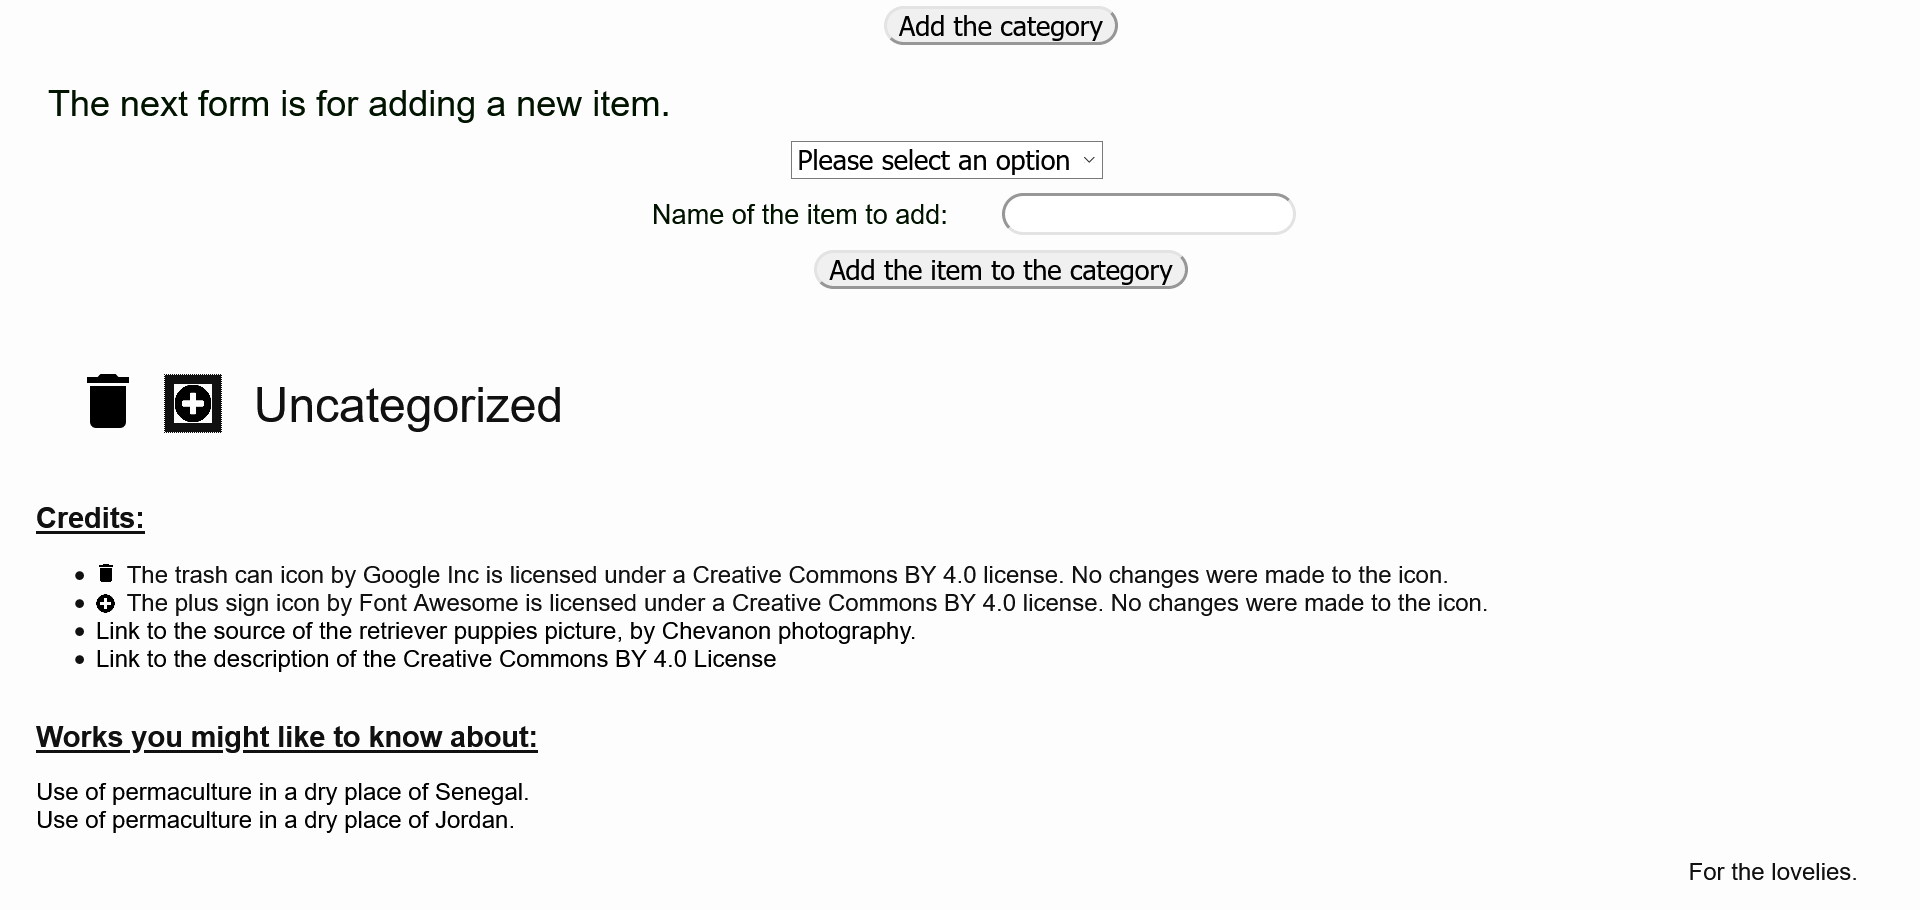 Add the category
The next form is for adding a new item.
Please select an option
Name of the item to add:
Add the item to the category
Uncategorized
Credits:
The trash can icon by Google Inc is licensed under a Creative Commons BY 4.0 license. No changes were made to the icon.
The plus sign icon by Font Awesome is licensed under a Creative Commons BY 4.0 license. No changes were made to the icon.
Link to the source of the retriever puppies picture, by Chevanon photography.
Link to the description of the Creative Commons BY 4.0 License
Works you might like to know about:
Use of permaculture in a dry place of Senegal.
Use of permaculture in a dry place of Jordan.
For the lovelies.